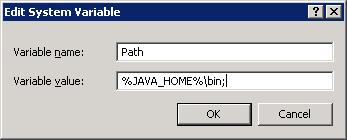 Edit System Variable
Variable name:
Path
Variable value:
%JAVA_HOME%\bin;
OK
Cancel